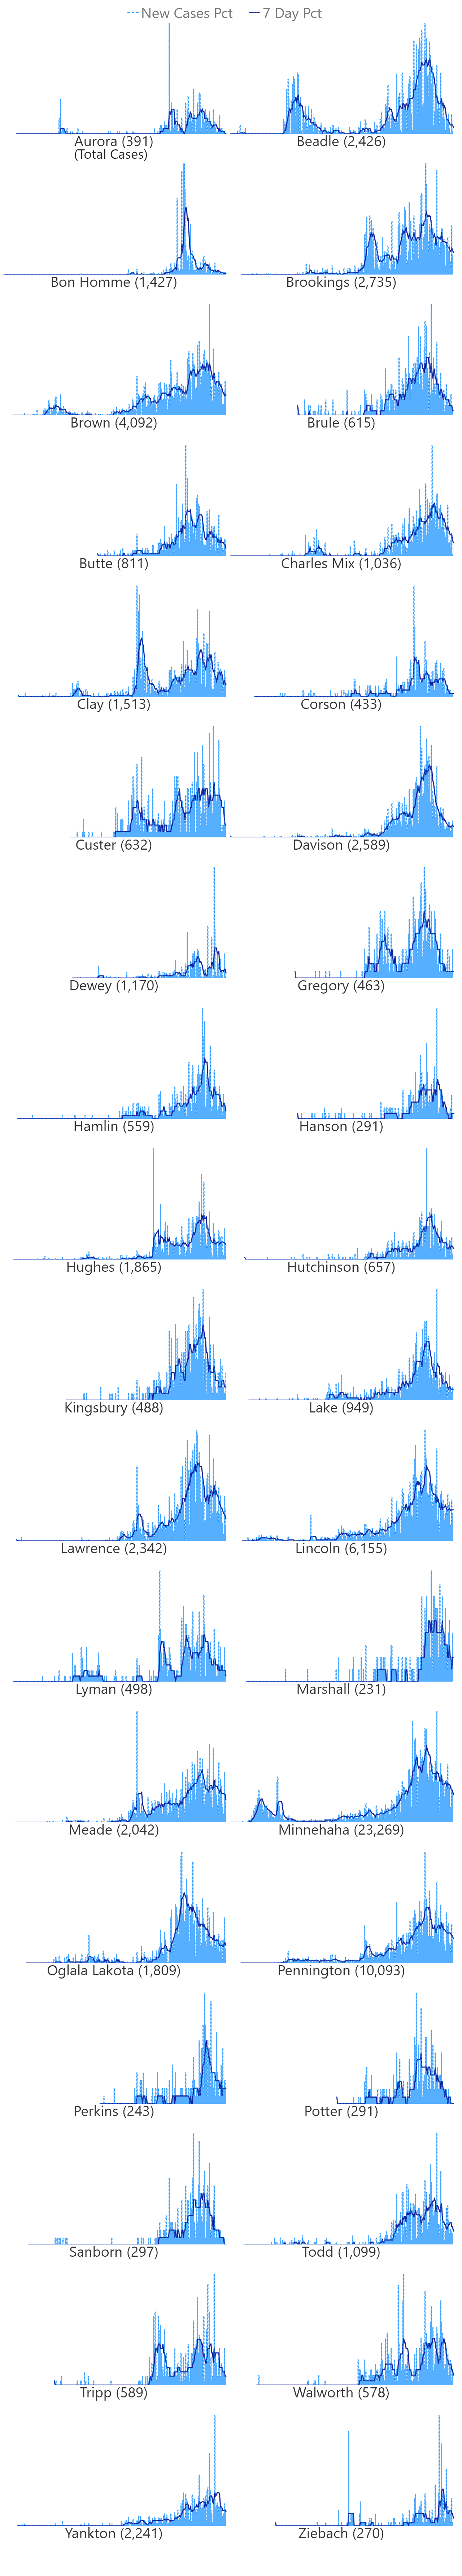 New Cases Pct 7 Day Pct
Aurora (391) Beadle (2,426)
(Total Cases)
Bon Homme (1,427) Brookings (2,735)
Brown (4,092) Brule (615)
Butte (811) Charles Mix (1,036)
Clay (1,513) Corson (433)
Custer (632) Davison (2,589)
Dewey (1,170) Gregory (463)
Hamlin (559) Hanson (291)
Hughes (1,865) Hutchinson (657)
Kingsbury (488) Lake (949)
Lawrence (2,342) Lincoln (6,155)
Lyman (498) Marshall (231)
Meade (2,042) Minnehaha (23,269)
Oglala Lakota (1,809) Pennington (10,093)
Perkins (243) Potter (291)
Sanborn (297) Todd (1,099)
Tripp (589) Walworth (578)
Yankton (2,241) Ziebach (270)